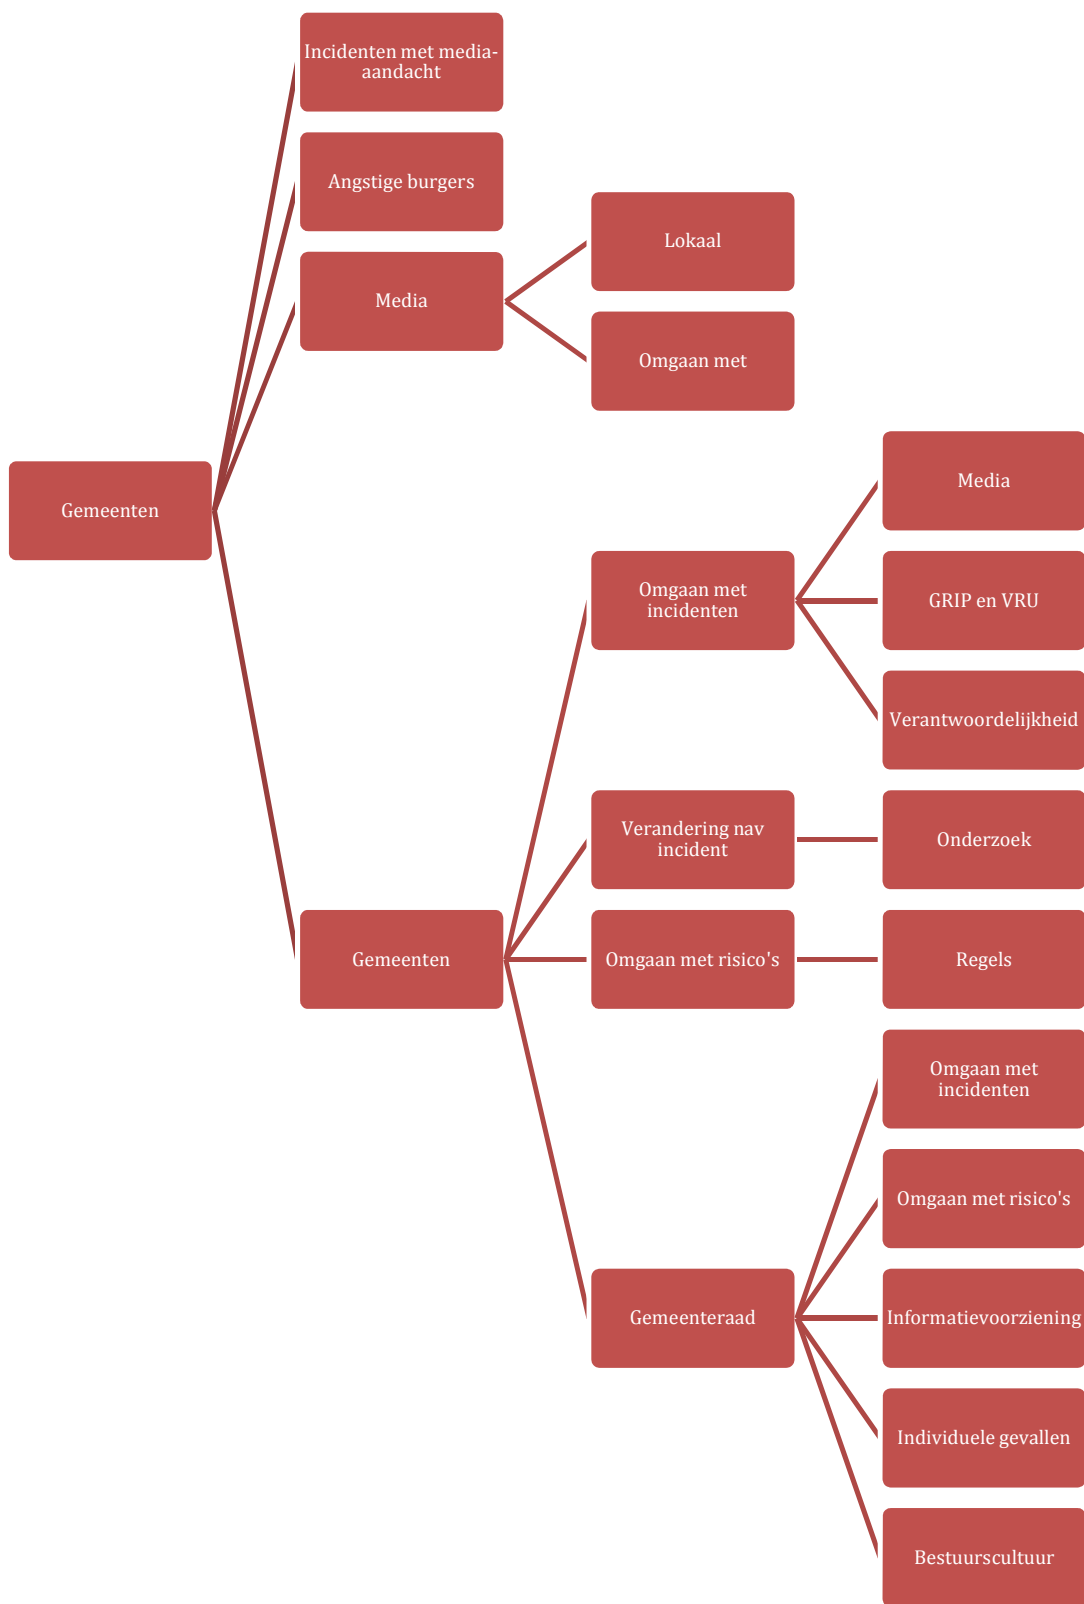 Incidenten met media-
aandacht
Angstige burgers
Lokaal
Media
Omgaan met
Media
Gemeenten
Omgaan met
incidenten
GRIP en VRU
Verantwoordelijkheid
Verandering nav
incident
Onderzoek
Gemeenten
Omgaan met risico's
Regels
Omgaan met
incidenten
Omgaan met risico's
Gemeenteraad
Informatievoorziening
Individuele gevallen
Bestuurscultuur